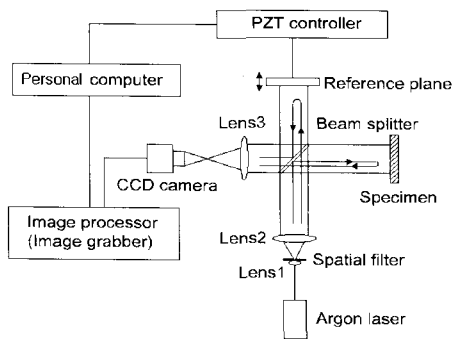 PZT controller
Personal computer
Reference plane
Lens3
Beam splitter
CCD camera
Specimen
Image processor
(Image grabber)
Lens2
Spatial filter
Lens1
Argon laser